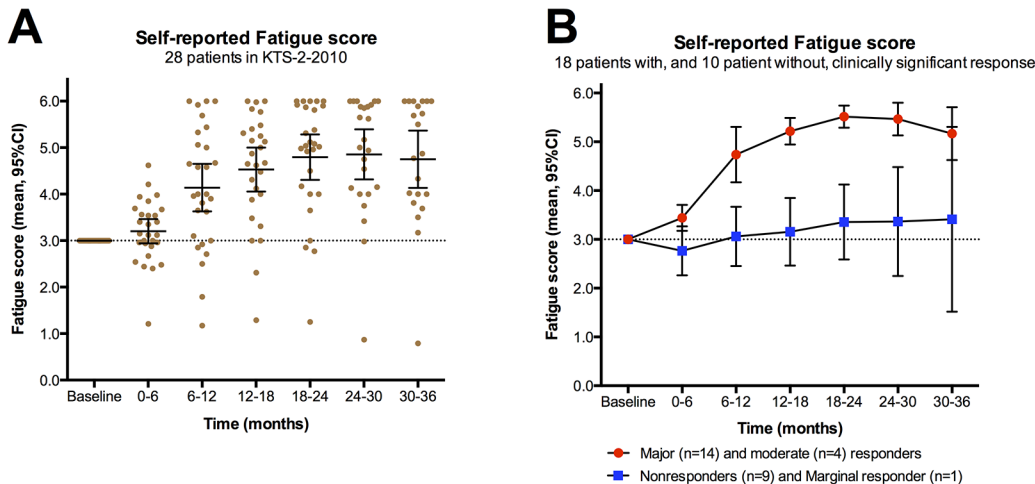 A
Self-reported Fatigue score
28 patients in KTS-2-2010
Fatigue score (mean, 95%CI)
6.0
5.0
4.0
3.0
2.0
1.0
0.0
Baseline 0-6 6-12 12-18 18-24 24-30 30-36
Time (months)
B
Self-reported Fatigue score
18 patients with, and 10 patient without, clinically significant response
Fatigue score (mean, 95%CI)
6.0
5.0
4.0
3.0
2.0
1.0
0.0
Baseline 0-6 6-12 12-18 18-24 24-30 30-36
Time (months)
Major (n=14) and moderate (n=4) responders
Nonresponders (n=9) and Marginal responder (n=1)